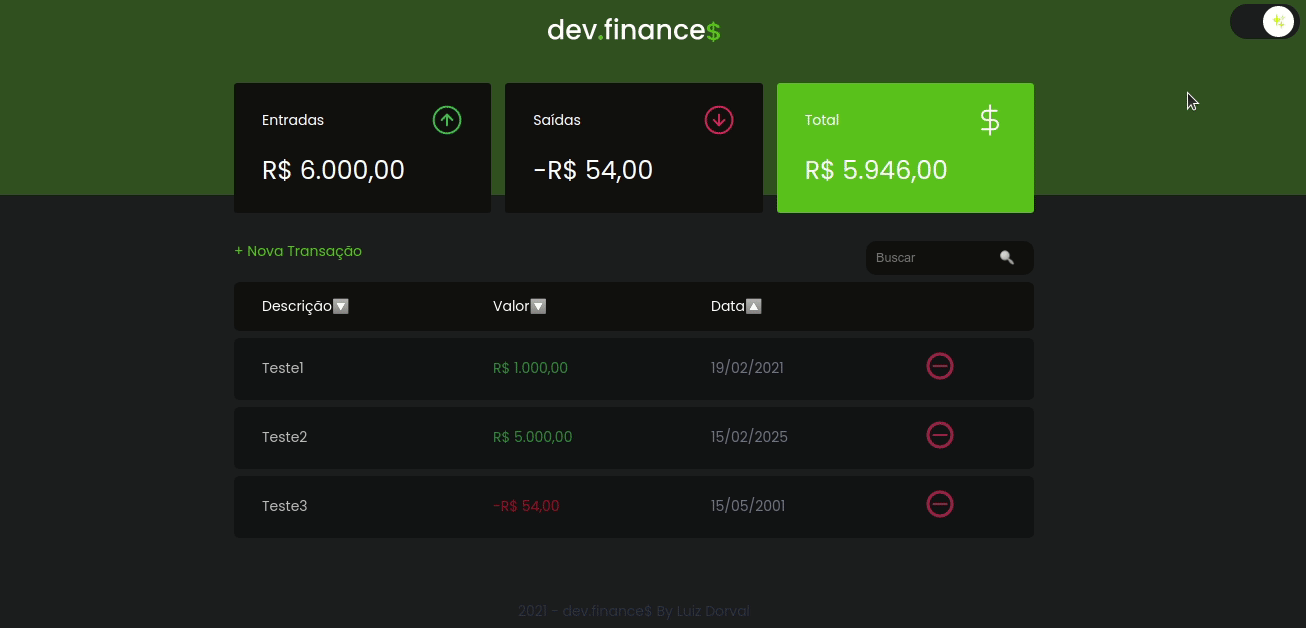 dev.finance$
Entradas
R$ 6.000,00
Saídas
-R$ 54,00
Total
$
R$ 5.946,00
+ Nova Transação
Buscar
Descrição Valor Data
Teste1 R$ 1.000,00 19/02/2021
Teste2 R$ 5.000,00 15/02/2025
Teste3 -R$ 54,00 15/05/2001
2021 - dev.finance$ By Luiz Dorval